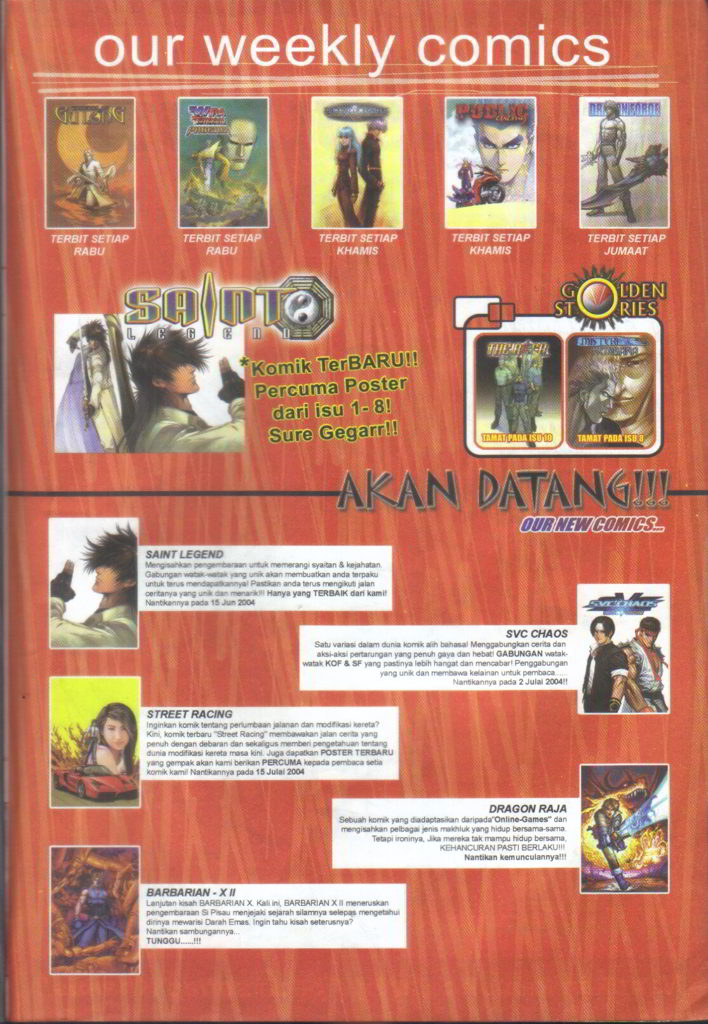 our weekly comics
TERBIT SETIAP
RABU
TERBIT SETIAP
RABU
TERBIT SETIAP
KHAMIS
TERBIT SETIAP
KHAMIS
TERBIT SETIAP
JUMAAT
SAINT
LEGEND
*Komik TerBARU!!
Percuma Poster
dari isu 1- 8!
Sure Gegarr!!
GOLDEN
STORIES
TAMAT PADA ISU 10
TAMAT PADA ISU 8
AKAN DATANG!!!
OUR NEW COMICS...
SAINT LEGEND
Mengisahkan pengembaraan untuk memerangi syaitan & kejahatan.
Gabungan watak-watak yang unik akan membuatkan anda terpaku
untuk terus mendapatkannya! Pastikan anda terus mengikuti jalan
ceritanya yang unik dan menarik!!! Hanya yang TERBAIK dari kami!
Nantikannya pada 15 Jun 2004
SVC CHAOS
SVC CHAOS
Satu variasi dalam dunia komik alih bahasa! Menggabungkan cerita dan
aksi-aksi pertarungan yang penuh gaya dan hebat! GABUNGAN watak-
watak KOF & SF yang pastinya lebih hangat dan mencabar! Penggabungan
yang unik dan membawa kelainan untuk pembaca......
Nantikannya pada 2 Julai 2004!!
STREET RACING
Inginkan komik tentang perlumbaan jalanan dan modifikasi kereta?
Kini, komik terbaru "Street Racing" membawakan jalan cerita yang
penuh dengan debaran dan sekaligus memberi pengetahuan tentang
dunia modifikasi kereta masa kini. Juga dapatkan POSTER TERBARU
yang gempak akan kami berikan PERCUMA kepada pembaca setia
komik kami! Nantikannya pada 15 Julai 2004
DRAGON RAJA
Sebuah komik yang diadaptasikan daripada"Online-Games" dan
mengisahkan pelbagai jenis makhluk yang hidup bersama-sama.
Tetapi ironinya, Jika mereka tak mampu hidup bersama,
KEHANCURAN PASTI BERLAKU!!!
Nantikan kemunculannya!!!
BARBARIAN - X II
Lanjutan kisah BARBARIAN X. Kali ini, BARBARIAN X II meneruskan
pengembaraan Si Pisau menjejaki sejarah silamnya selepas mengetahui
dirinya mewarisi Darah Emas. Ingin tahu kisah seterusnya?
Nantikan sambungannya...
TUNGGU......!!!